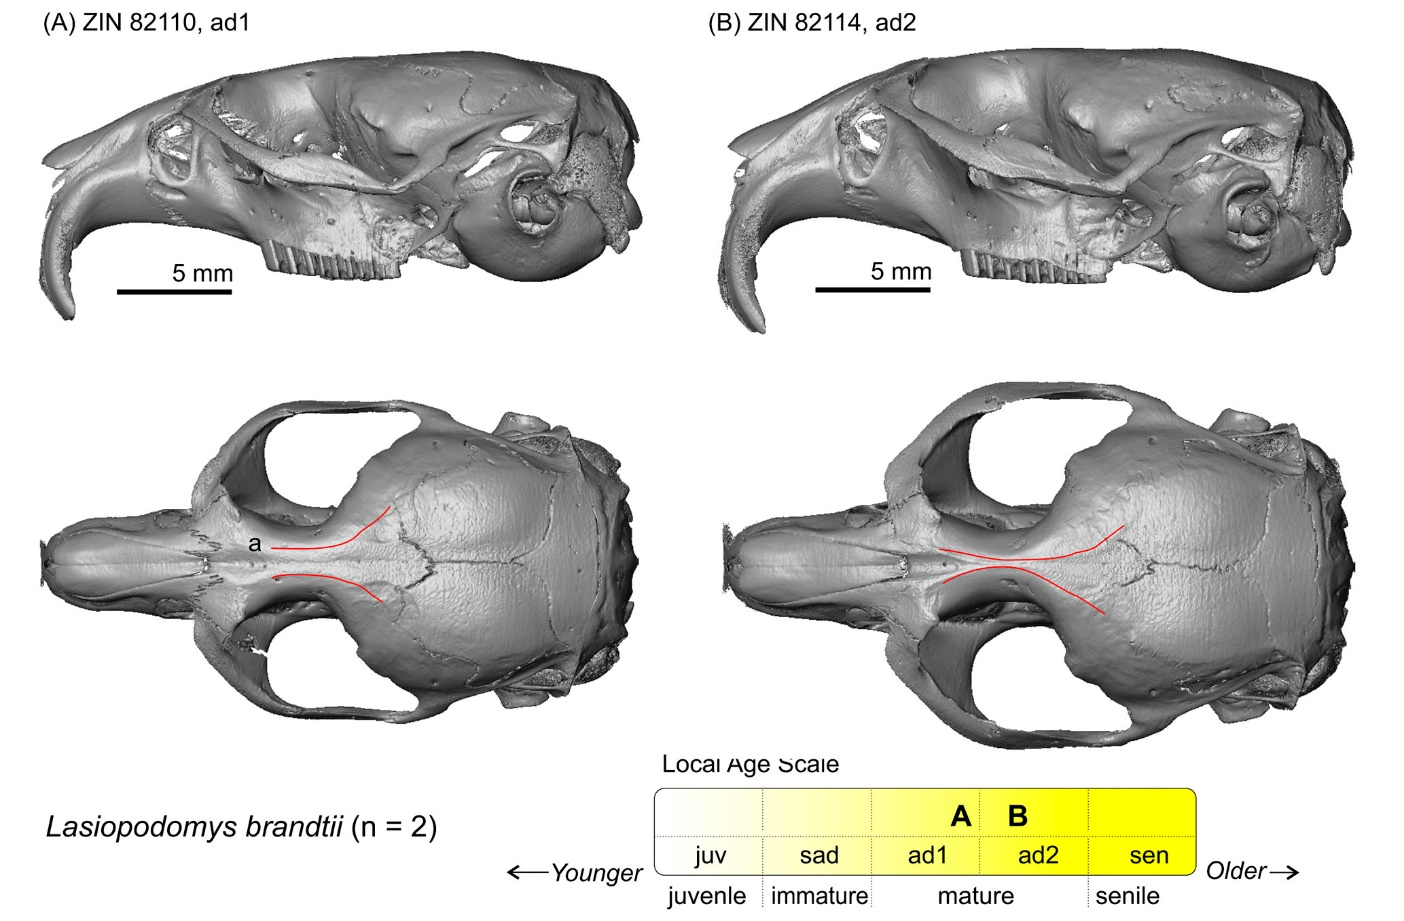 (A) ZIN 82110, ad1
(B) ZIN 82114, ad2
5 mm
5 mm
a
Local Age Scale
A B
juv sad ad1 ad2 sen
Lasiopodomys brandtii (n = 2)
←Younger
Older→
juvenle immature mature senile